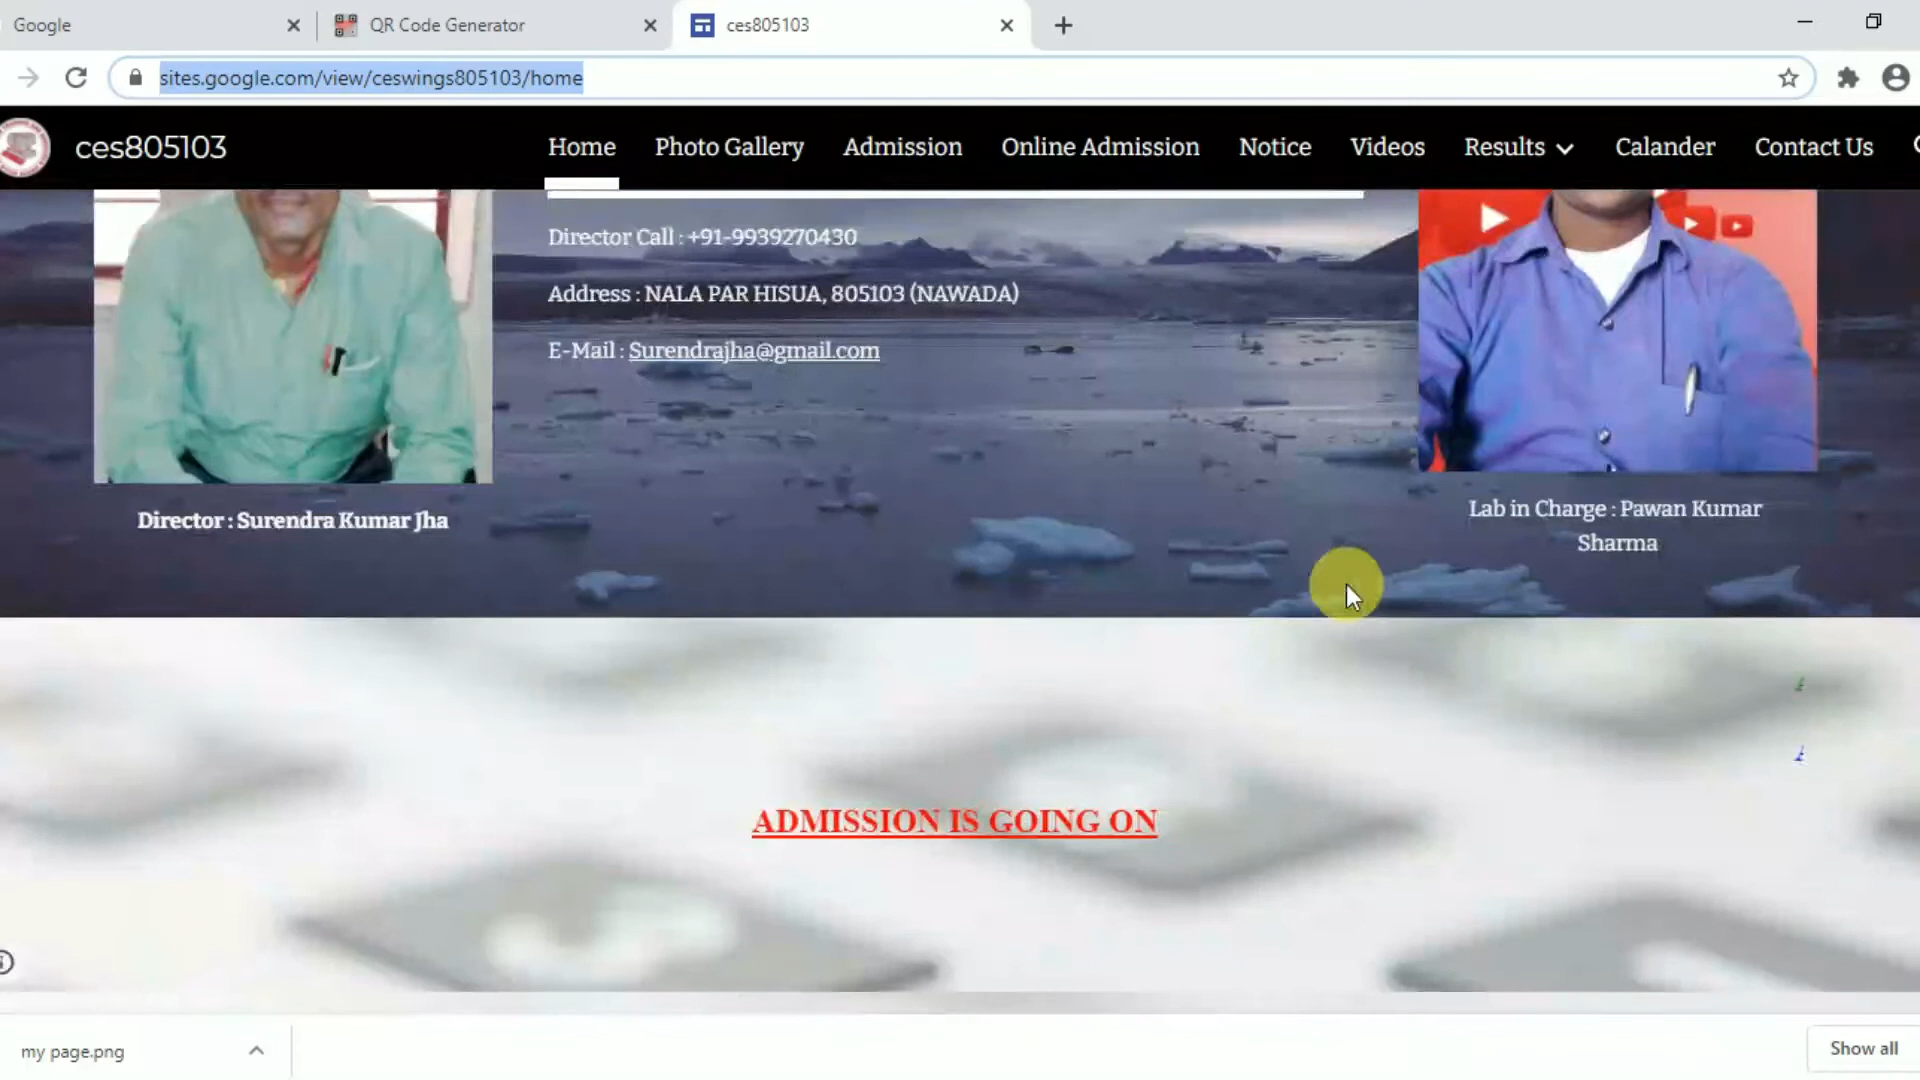 Google
QR Code Generator
ces805103
sites.google.com/view/ceswings805103/home
ces805103
Home
Photo Gallery
Admission
Online Admission
Notice
Videos
Results
Calander
Contact Us
Director Call : +91-9939270430
Address : NALA PAR HISUA, 805103 (NAWADA)
E-Mail : Surendrajha@gmail.com
Director : Surendra Kumar Jha
Lab in Charge : Pawan Kumar
Sharma
ADMISSION IS GOING ON
my page.png
Show all